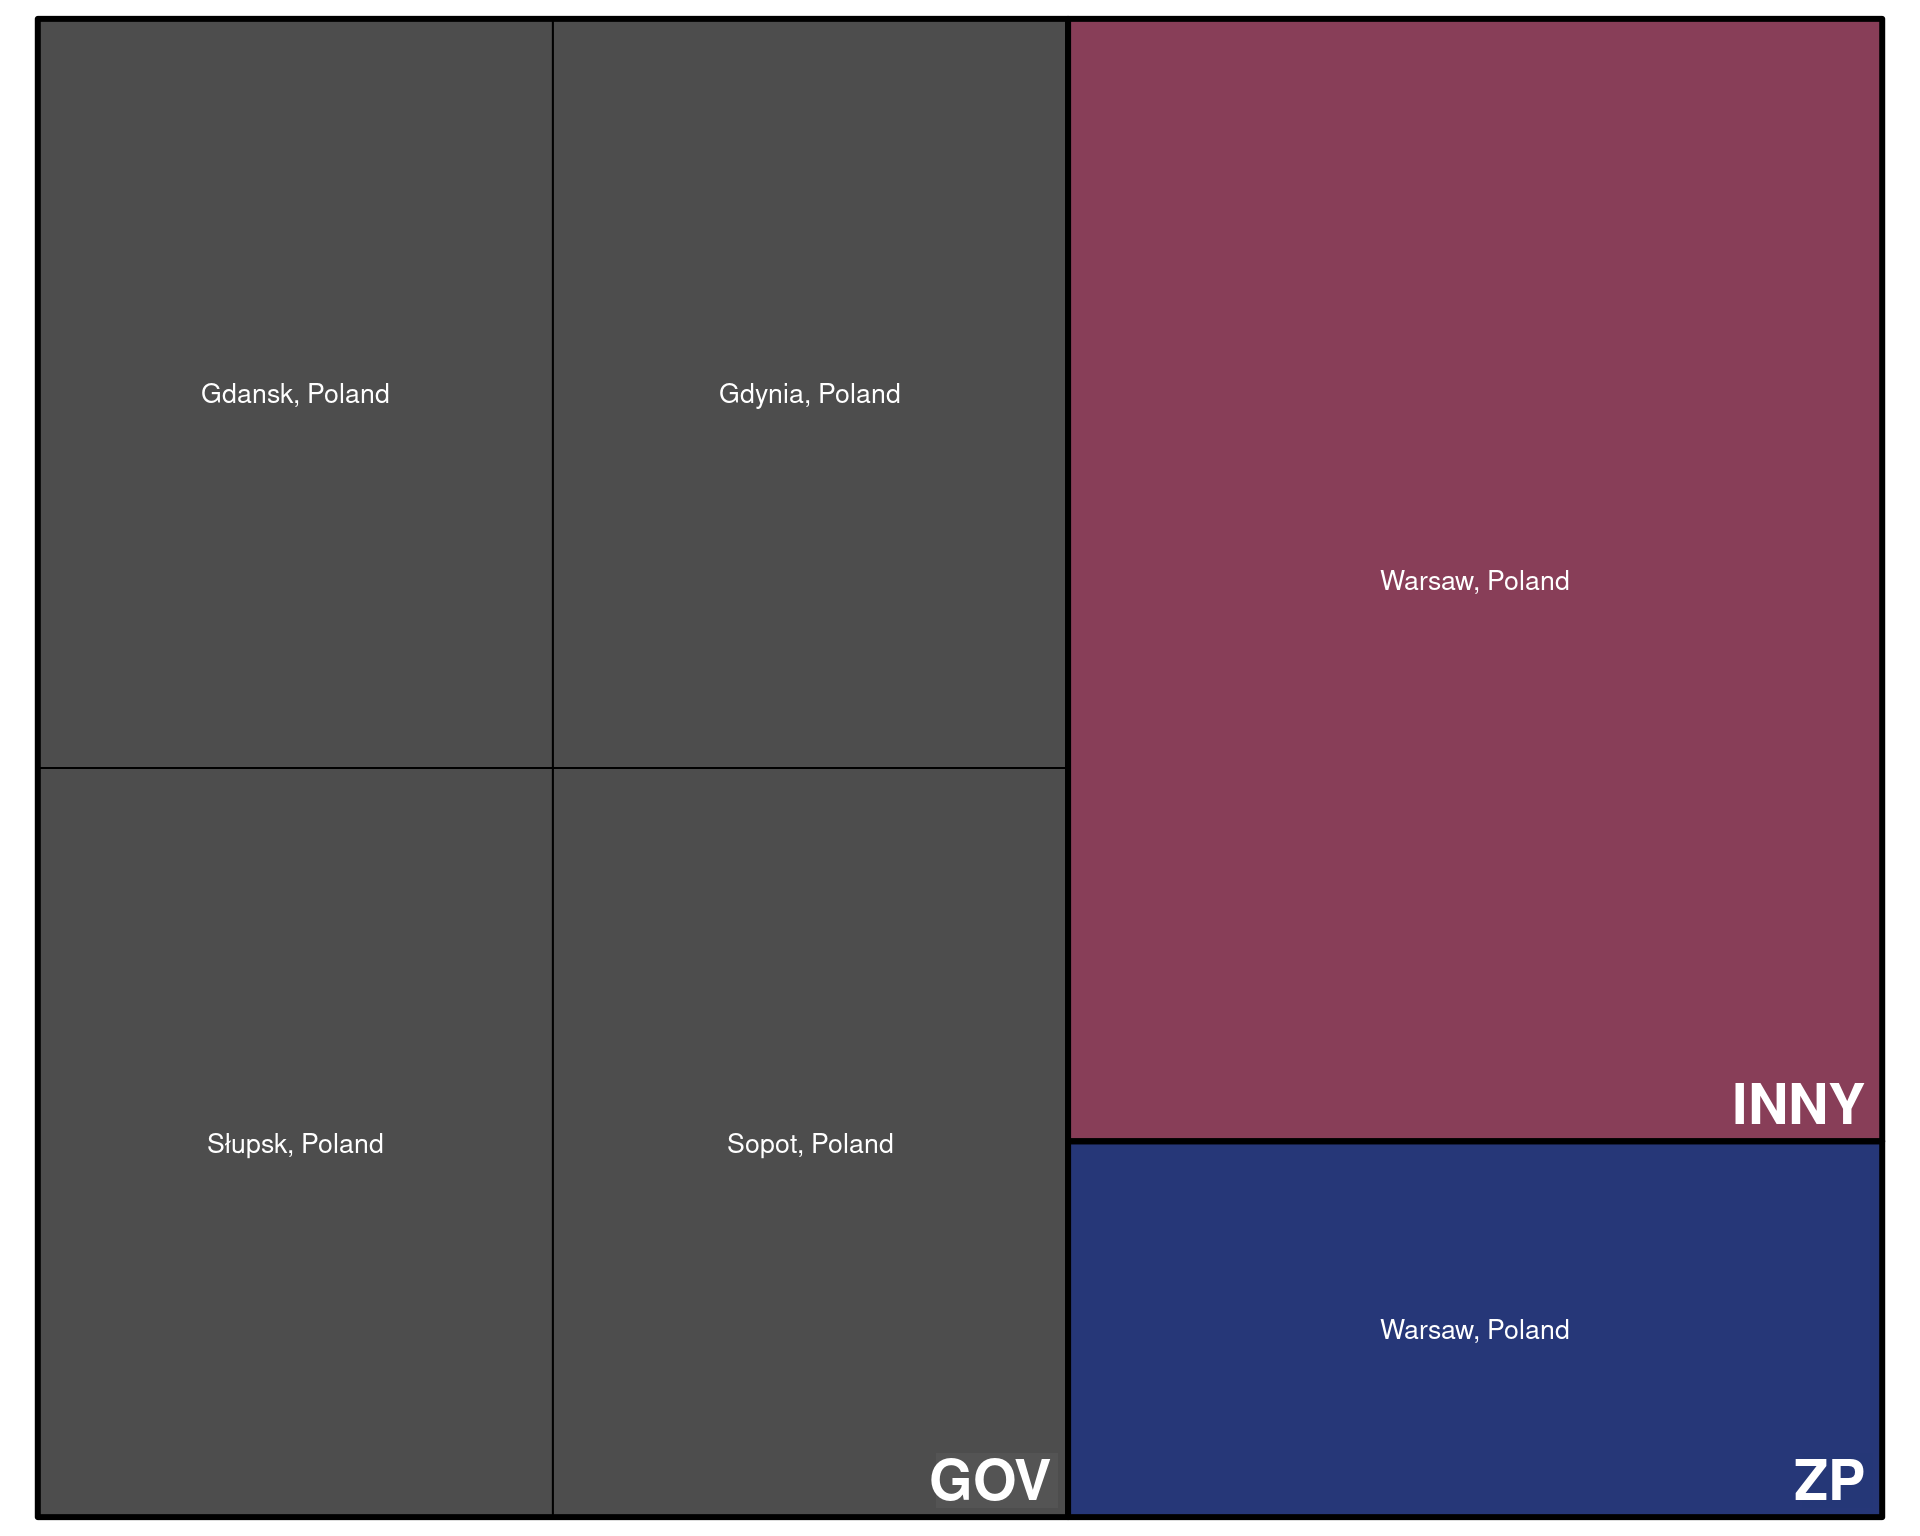 Gdansk, Poland
Gdynia, Poland
Słupsk, Poland
Sopot, Poland
GOV
Warsaw, Poland
INNY
Warsaw, Poland
ZP